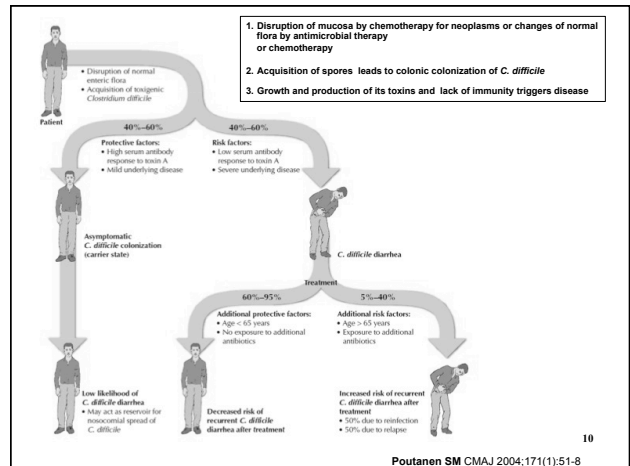 1. Disruption of mucosa by chemotherapy for neoplasms or changes of normal
flora by antimicrobial therapy
or chemotherapy
2. Acquisition of spores leads to colonic colonization of C. difficile
3. Growth and production of its toxins and lack of immunity triggers disease
• Disruption of normal
enteric flora
• Acquisition of toxigenic
Clostridium difficile
Patient
40%–60%
Protective factors:
• High serum antibody
response to toxin A
• Mild underlying disease
40%–60%
Risk factors:
• Low serum antibody
response to toxin A
• Severe underlying disease
Asymptomatic
C. difficile colonization
(carrier state)
C. difficile diarrhea
Treatment
60%–95%
Additional protective factors:
• Age < 65 years
• No exposure to additional
antibiotics
5%–40%
Additional risk factors:
• Age > 65 years
• Exposure to additional
antibiotics
Low likelihood of
C. difficile diarrhea
• May act as reservoir for
nosocomial spread of
C. difficile
Decreased risk of
recurrent C. difficile
diarrhea after treatment
Increased risk of recurrent
C. difficile diarrhea after
treatment
• 50% due to reinfection
• 50% due to relapse
10
Poutanen SM CMAJ 2004;171(1):51-8